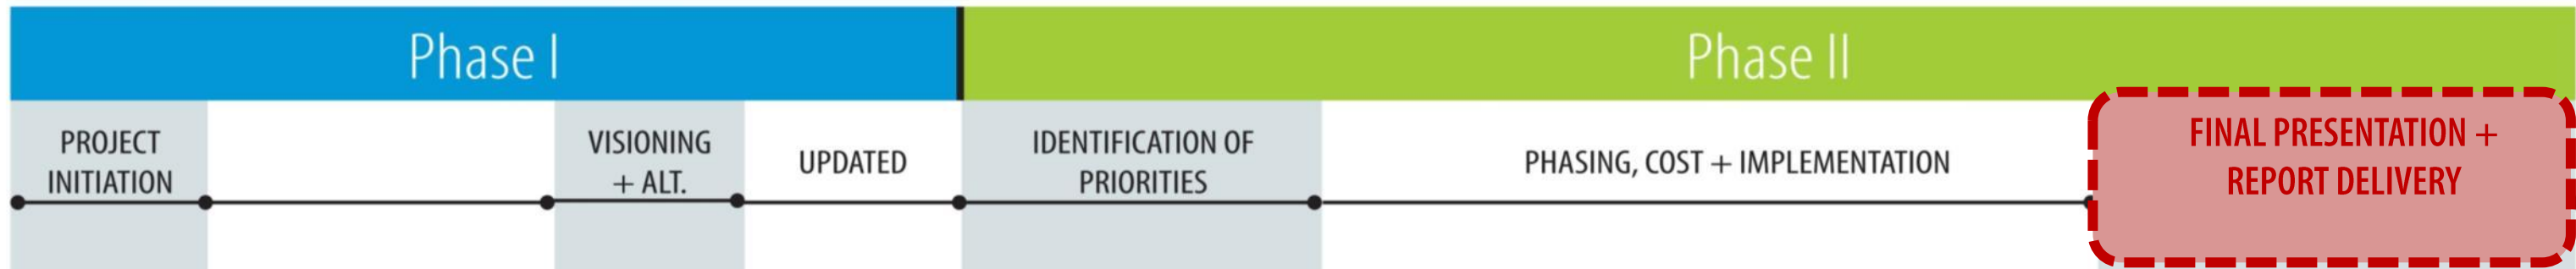 Phase I
Phase II
PROJECT
INITIATION
VISIONING
+ ALT.
UPDATED
IDENTIFICATION OF
PRIORITIES
PHASING, COST + IMPLEMENTATION
FINAL PRESENTATION +
REPORT DELIVERY